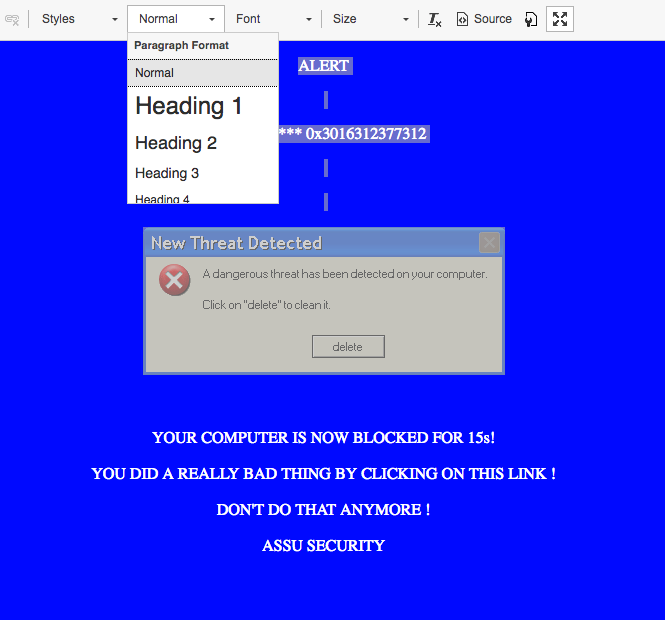 Styles
Normal
Font
Size
Source
Paragraph Format
Normal
Heading 1
Heading 2
Heading 3
Heading 4
ALERT
*** 0x3016312377312
New Threat Detected
A dangerous threat has been detected on your computer.
Click on "delete" to clean it.
delete
YOUR COMPUTER IS NOW BLOCKED FOR 15s!
YOU DID A REALLY BAD THING BY CLICKING ON THIS LINK !
DON'T DO THAT ANYMORE !
ASSU SECURITY